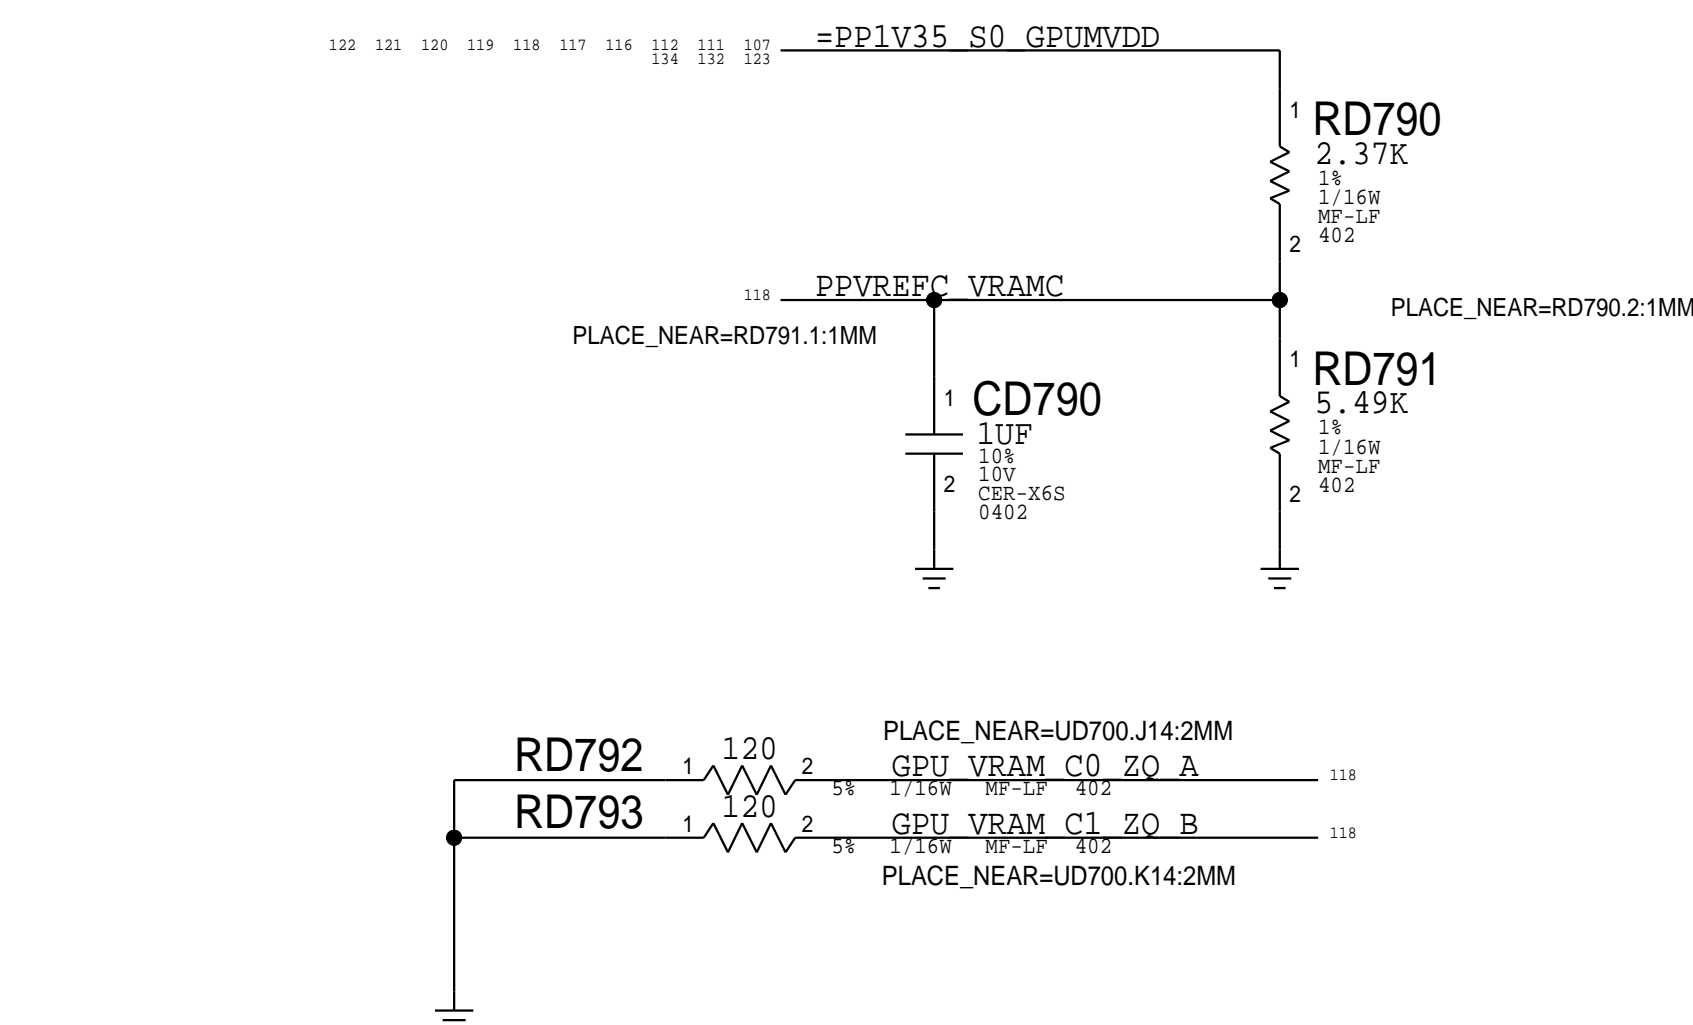 =PP1V35_S0_GPUMVDD
122 121 120 119 118 117 116 112 111 107
134 132 123
1 RD790
2.37K
1%
1/16W
MF-LF
402
2
118 PPVREFC_VRAMC
PLACE_NEAR=RD790.2:1MM
PLACE_NEAR=RD791.1:1MM
1 RD791
5.49K
1%
1/16W
MF-LF
402
2
1 CD790
1UF
10%
10V
CER-X6S
0402
2
PLACE_NEAR=UD700.J14:2MM
RD792 1 120 2 GPU_VRAM_C0_ZQ_A 118
5% 1/16W MF-LF 402
RD793 1 120 2 GPU_VRAM_C1_ZQ_B 118
5% 1/16W MF-LF 402
PLACE_NEAR=UD700.K14:2MM